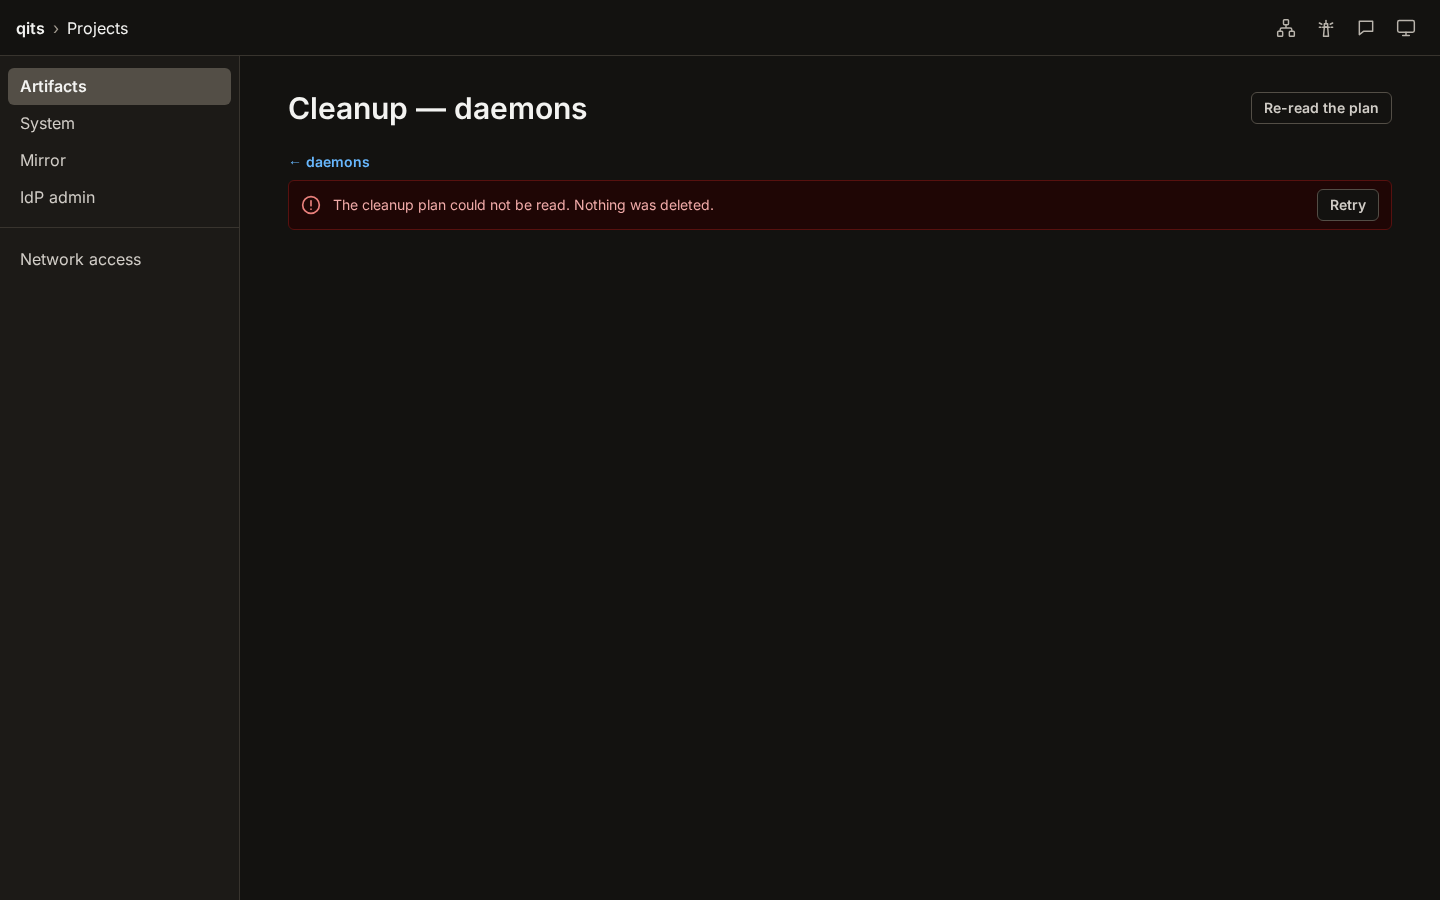 qits › Projects
Artifacts
System
Mirror
IdP admin
Network access
Cleanup — daemons
Re-read the plan
← daemons
The cleanup plan could not be read. Nothing was deleted.
Retry